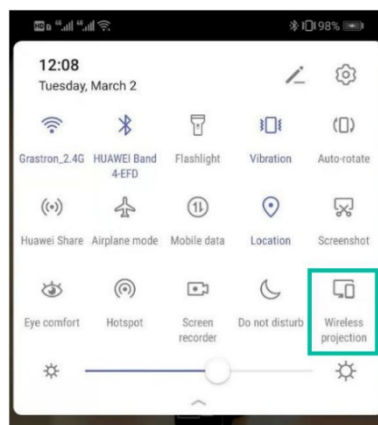 98%
12:08
Tuesday, March 2
Grastron_2.4G HUAWEI Band 4-EFD Flashlight Vibration Auto-rotate
Huawei Share Airplane mode Mobile data Location Screenshot
Eye comfort Hotspot Screen recorder Do not disturb Wireless projection